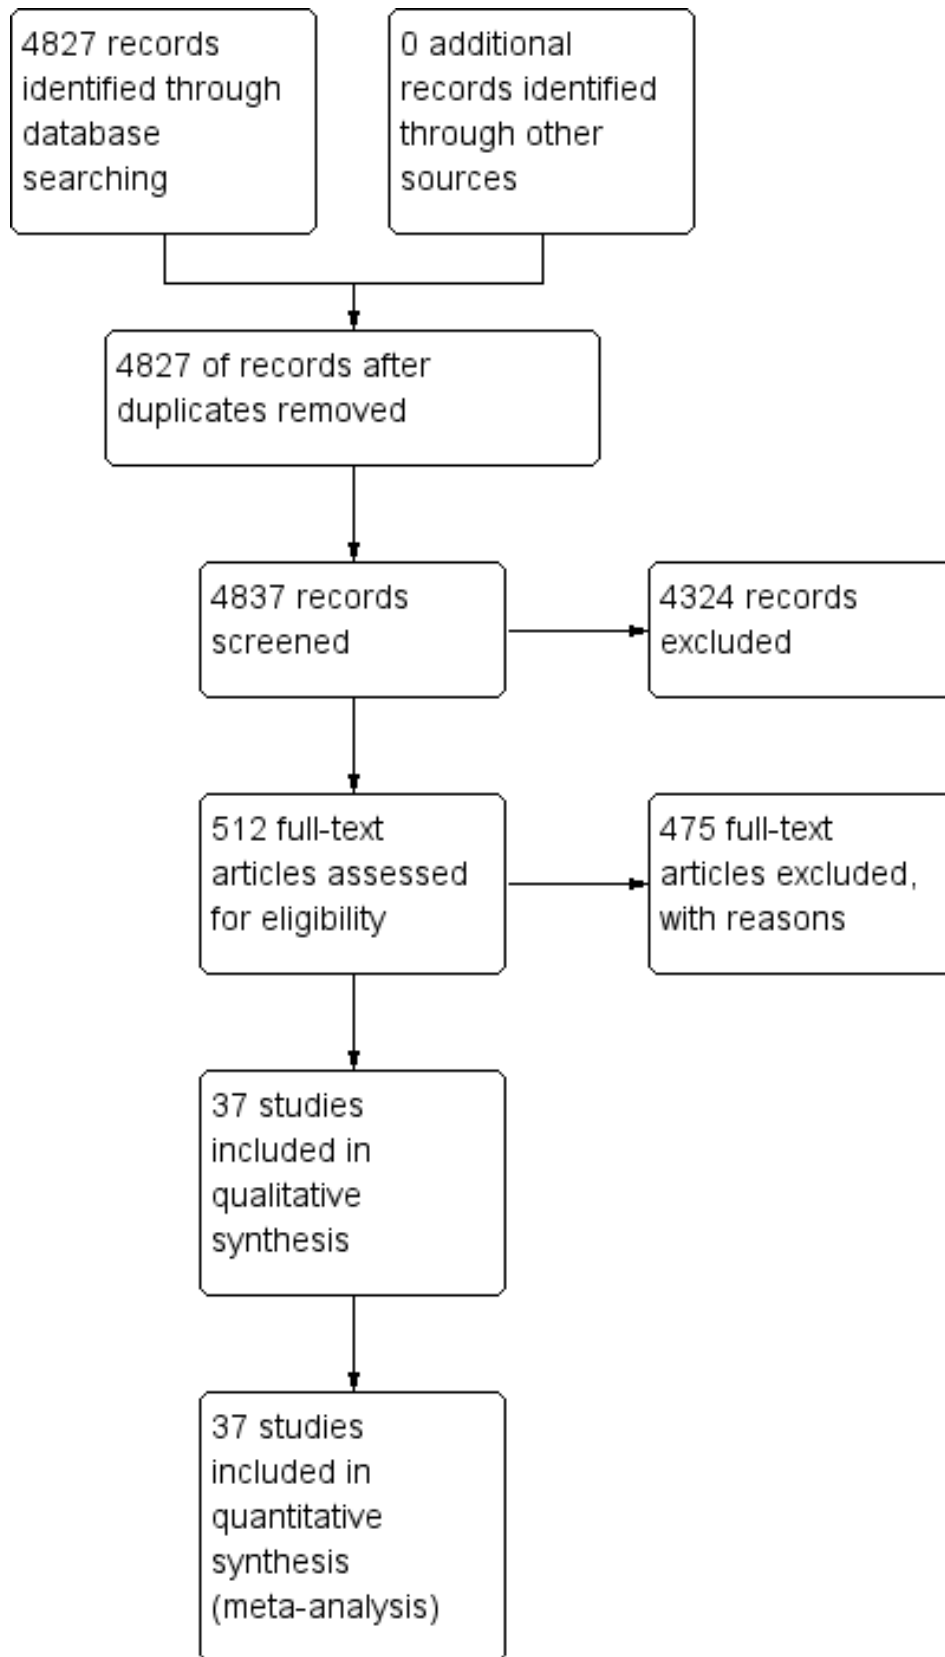 4827 records
identified through
database
searching
0 additional
records identified
through other
sources
4827 of records after
duplicates removed
4837 records
screened
4324 records
excluded
512 full-text
articles assessed
for eligibility
475 full-text
articles excluded,
with reasons
37 studies
included in
qualitative
synthesis
37 studies
included in
quantitative
synthesis
(meta-analysis)